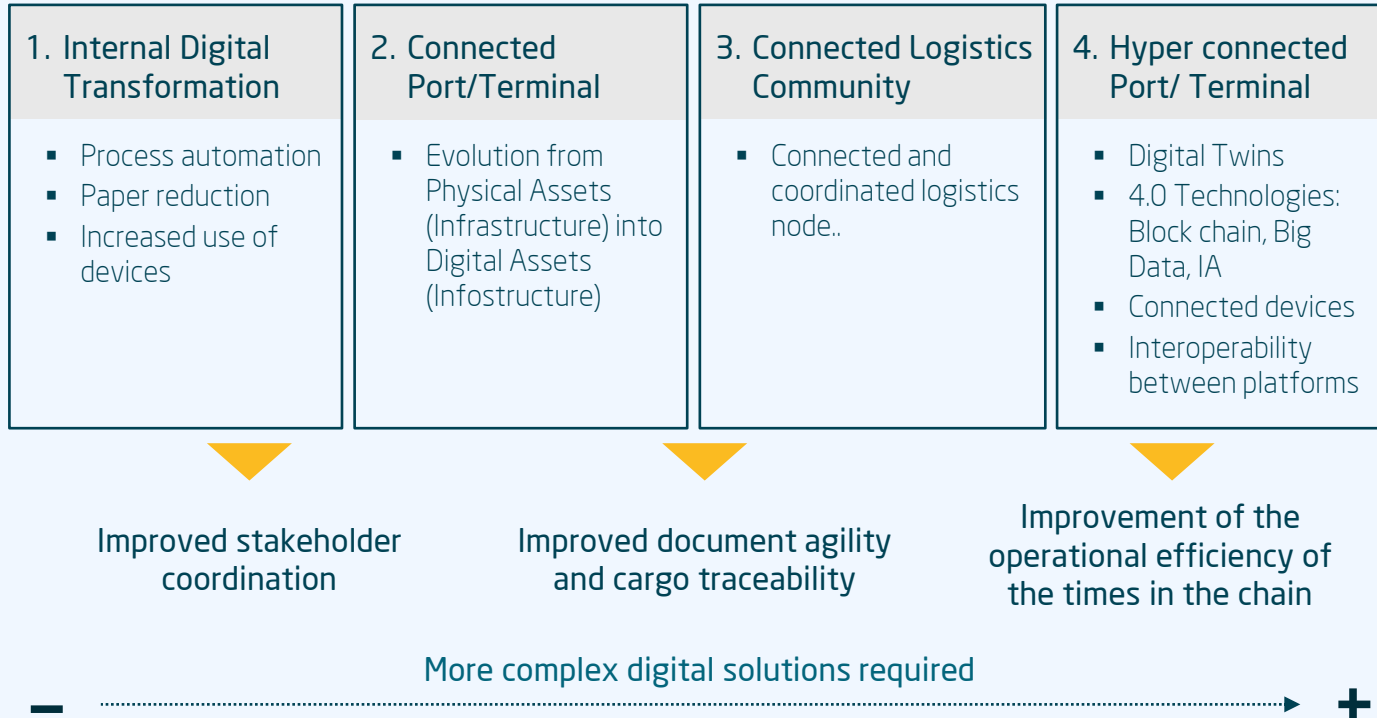 1. Internal Digital
Transformation
▪ Process automation
▪ Paper reduction
▪ Increased use of
devices
2. Connected
Port/Terminal
▪ Evolution from
Physical Assets
(Infrastructure) into
Digital Assets
(Infostructure)
3. Connected Logistics
Community
▪ Connected and
coordinated logistics
node..
4. Hyper connected
Port/ Terminal
▪ Digital Twins
▪ 4.0 Technologies:
Block chain, Big
Data, IA
▪ Connected devices
▪ Interoperability
between platforms
Improved stakeholder
coordination
Improved document agility
and cargo traceability
Improvement of the
operational efficiency of
the times in the chain
More complex digital solutions required
− +